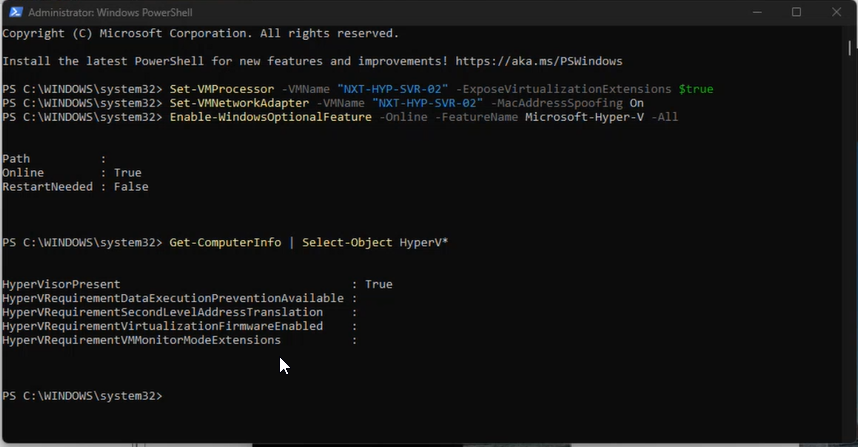 Administrator: Windows PowerShell
Copyright (C) Microsoft Corporation. All rights reserved.
Install the latest PowerShell for new features and improvements! https://aka.ms/PSWindows
PS C:\WINDOWS\system32> Set-VMProcessor -VMName "NXT-HYP-SVR-02" -ExposeVirtualizationExtensions $true
PS C:\WINDOWS\system32> Set-VMNetworkAdapter -VMName "NXT-HYP-SVR-02" -MacAddressSpoofing On
PS C:\WINDOWS\system32> Enable-WindowsOptionalFeature -Online -FeatureName Microsoft-Hyper-V -All
Path          :
Online        : True
RestartNeeded : False
PS C:\WINDOWS\system32> Get-ComputerInfo | Select-Object HyperV*
HyperVisorPresent                                 : True
HyperVRequirementDataExecutionPreventionAvailable :
HyperVRequirementSecondLevelAddressTranslation    :
HyperVRequirementVirtualizationFirmwareEnabled    :
HyperVRequirementVMMonitorModeExtensions          :
PS C:\WINDOWS\system32>